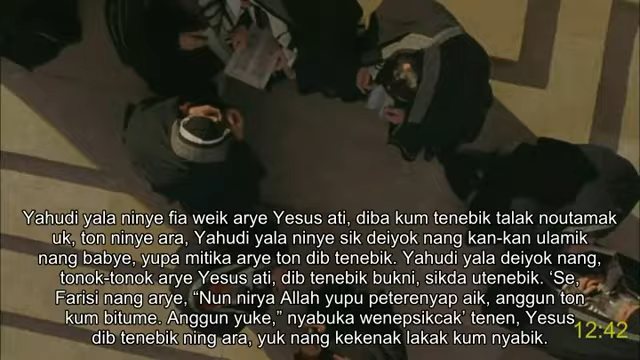 Yahudi yala ninye fia weik arye Yesus ati, diba kum tenebik talak noutamak
uk, ton ninye ara, Yahudi yala ninye sik deiyok nang kan-kan ulamik
nang babye, yupa mitika arye ton dib tenebik. Yahudi yala deiyok nang,
tonok-tonok arye Yesus ati, dib tenebik bukni, sikda utenebik. ‘Se,
Farisi nang arye, “Nun nirya Allah yupu peterenyap aik, anggun ton
kum bitume. Anggun yuke,” nyabuka wenepsikcak’ tenen, Yesus
dib tenebik ning ara, yuk nang kekenak lakak kum nyabik.
12:42